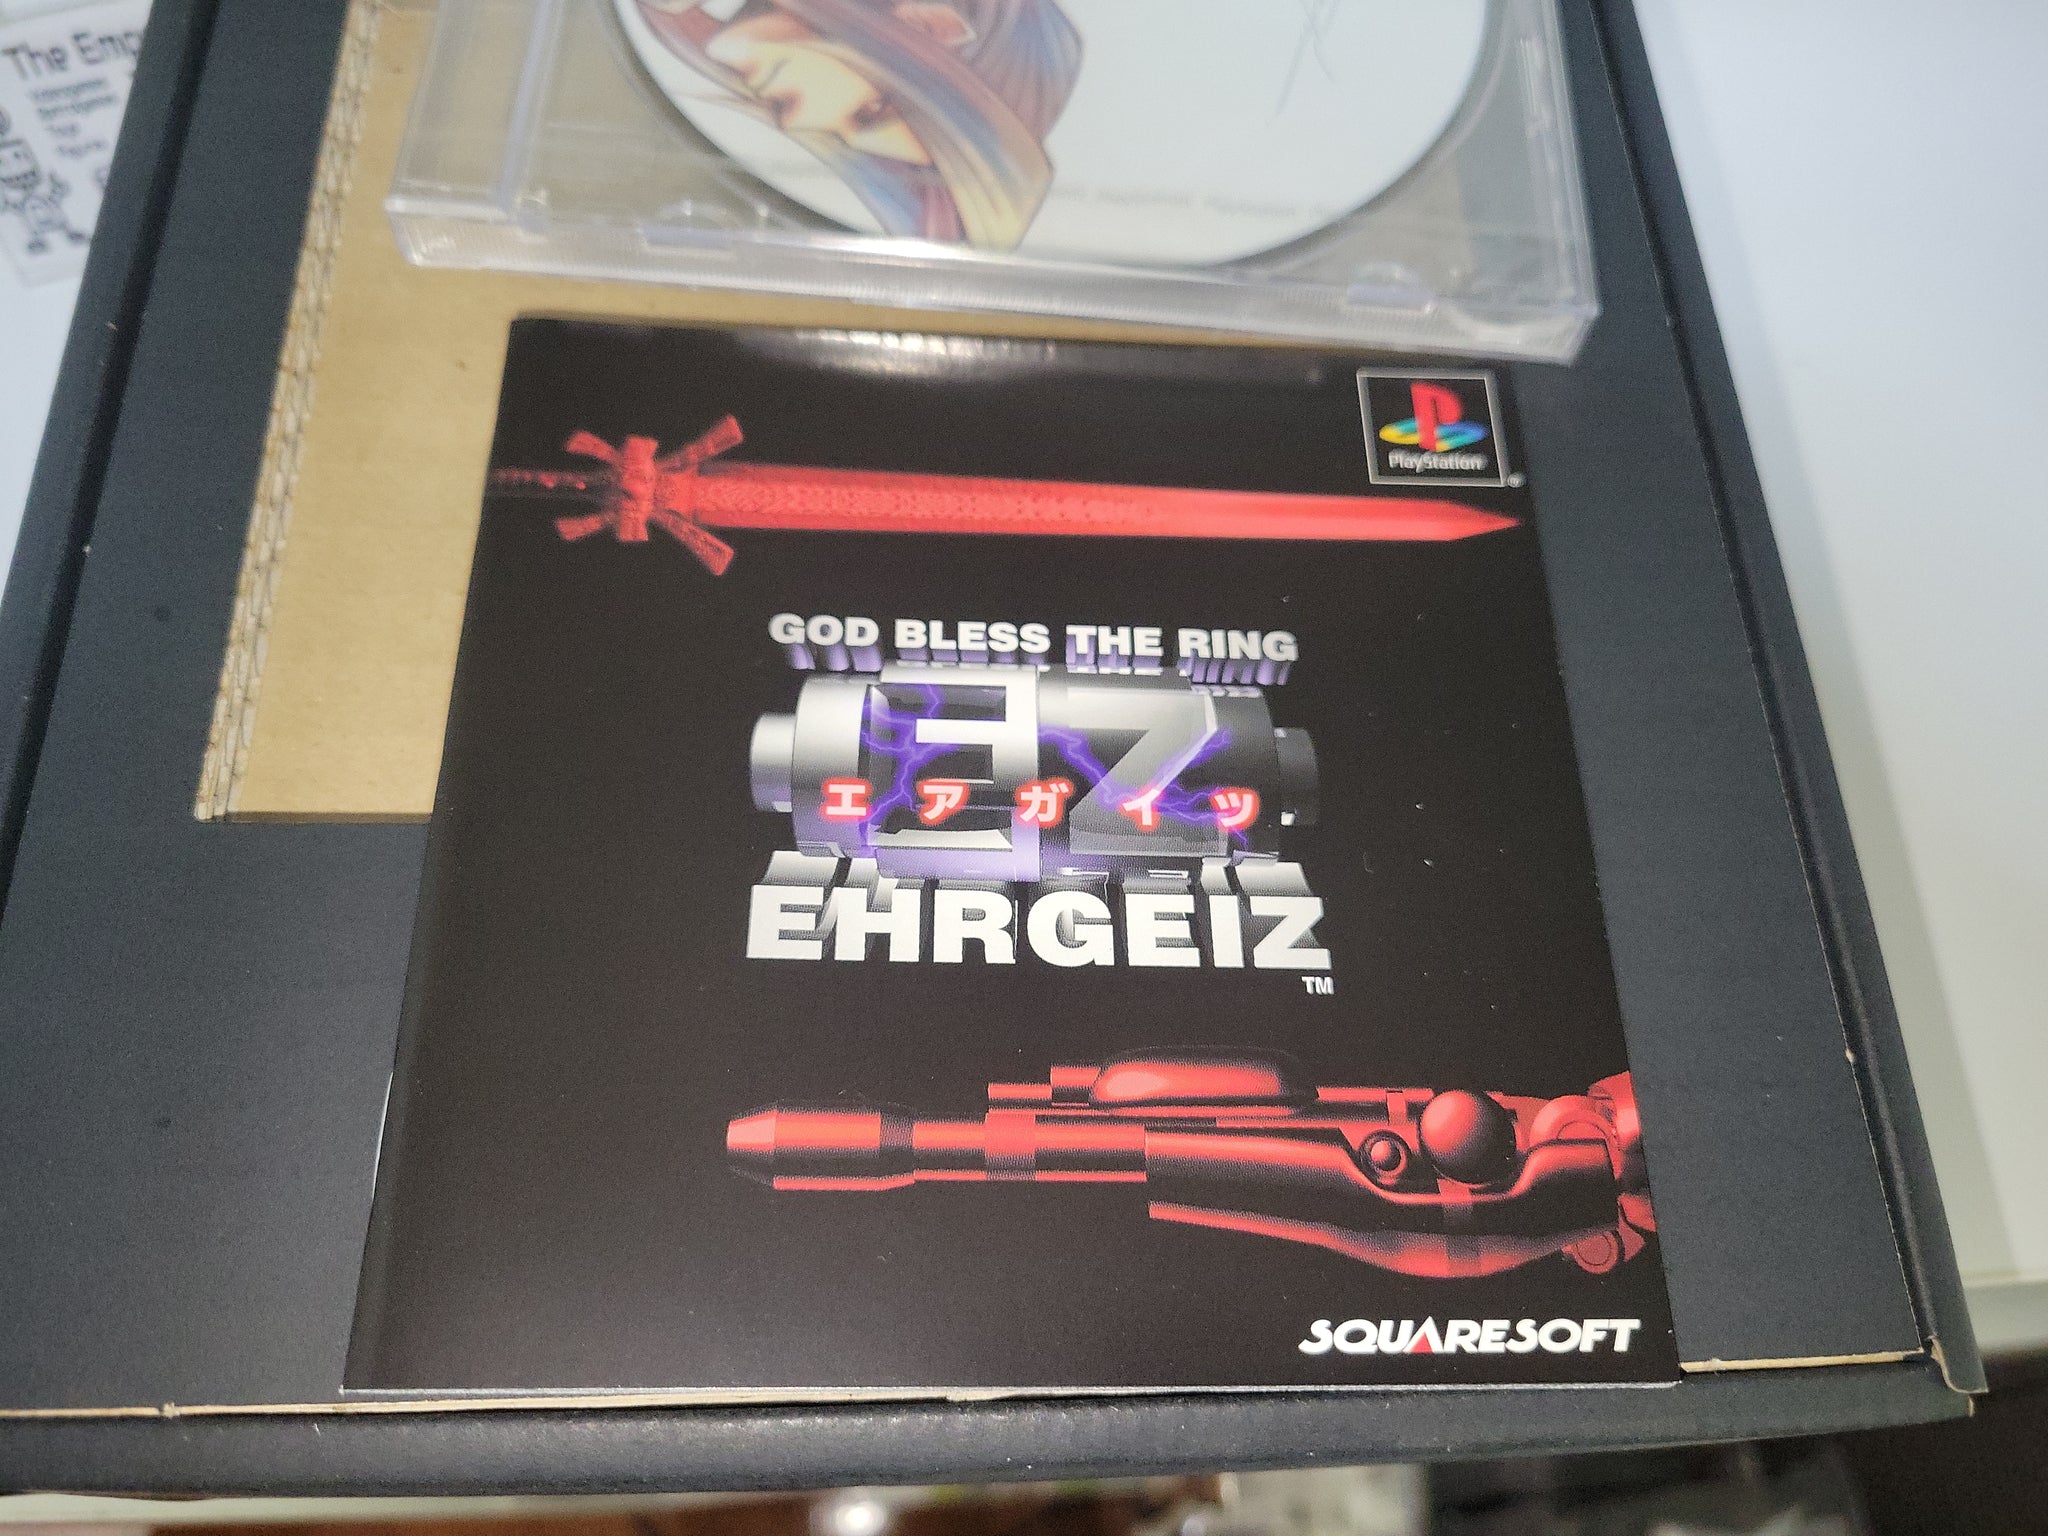 The Emp
PlayStation
®
GOD BLESS THE RING
エアガイツ
EHRGEIZ
TM
SQUARESOFT